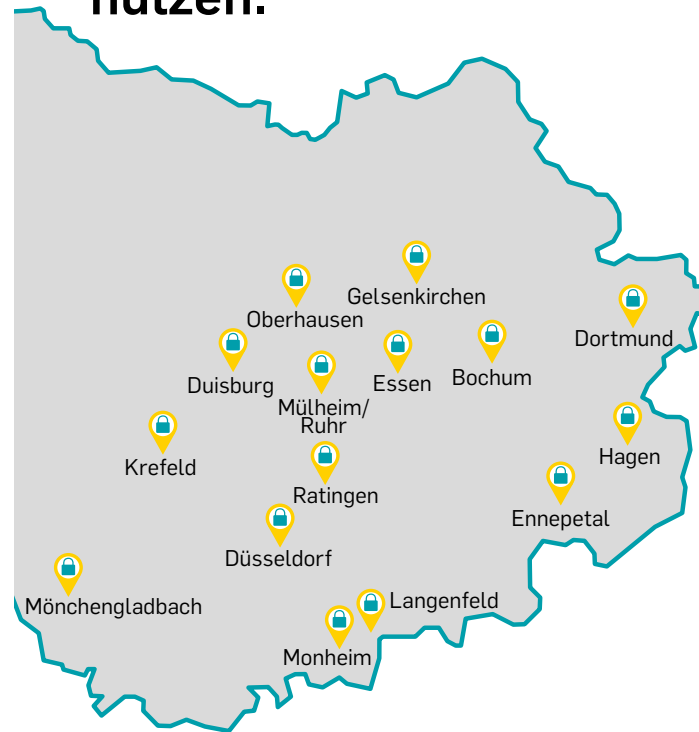 nutzen.
Gelsenkirchen
Oberhausen
Dortmund
Duisburg
Essen
Bochum
Mülheim/
Ruhr
Krefeld
Hagen
Ratingen
Ennepetal
Düsseldorf
Mönchengladbach
Langenfeld
Monheim